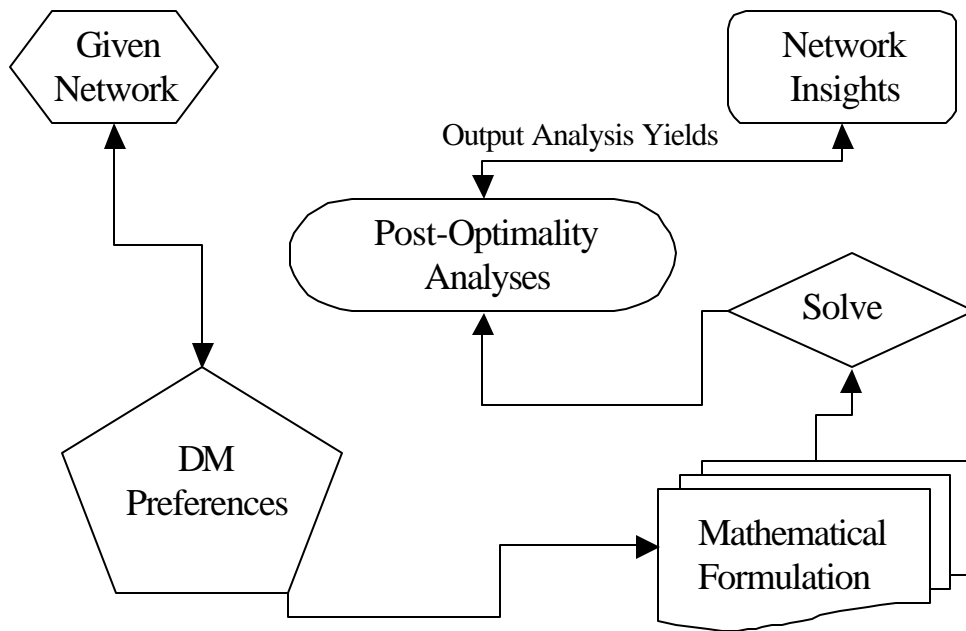 Given
Network
Network
Insights
Output Analysis Yields
Post-Optimality
Analyses
Solve
DM
Preferences
Mathematical
Formulation